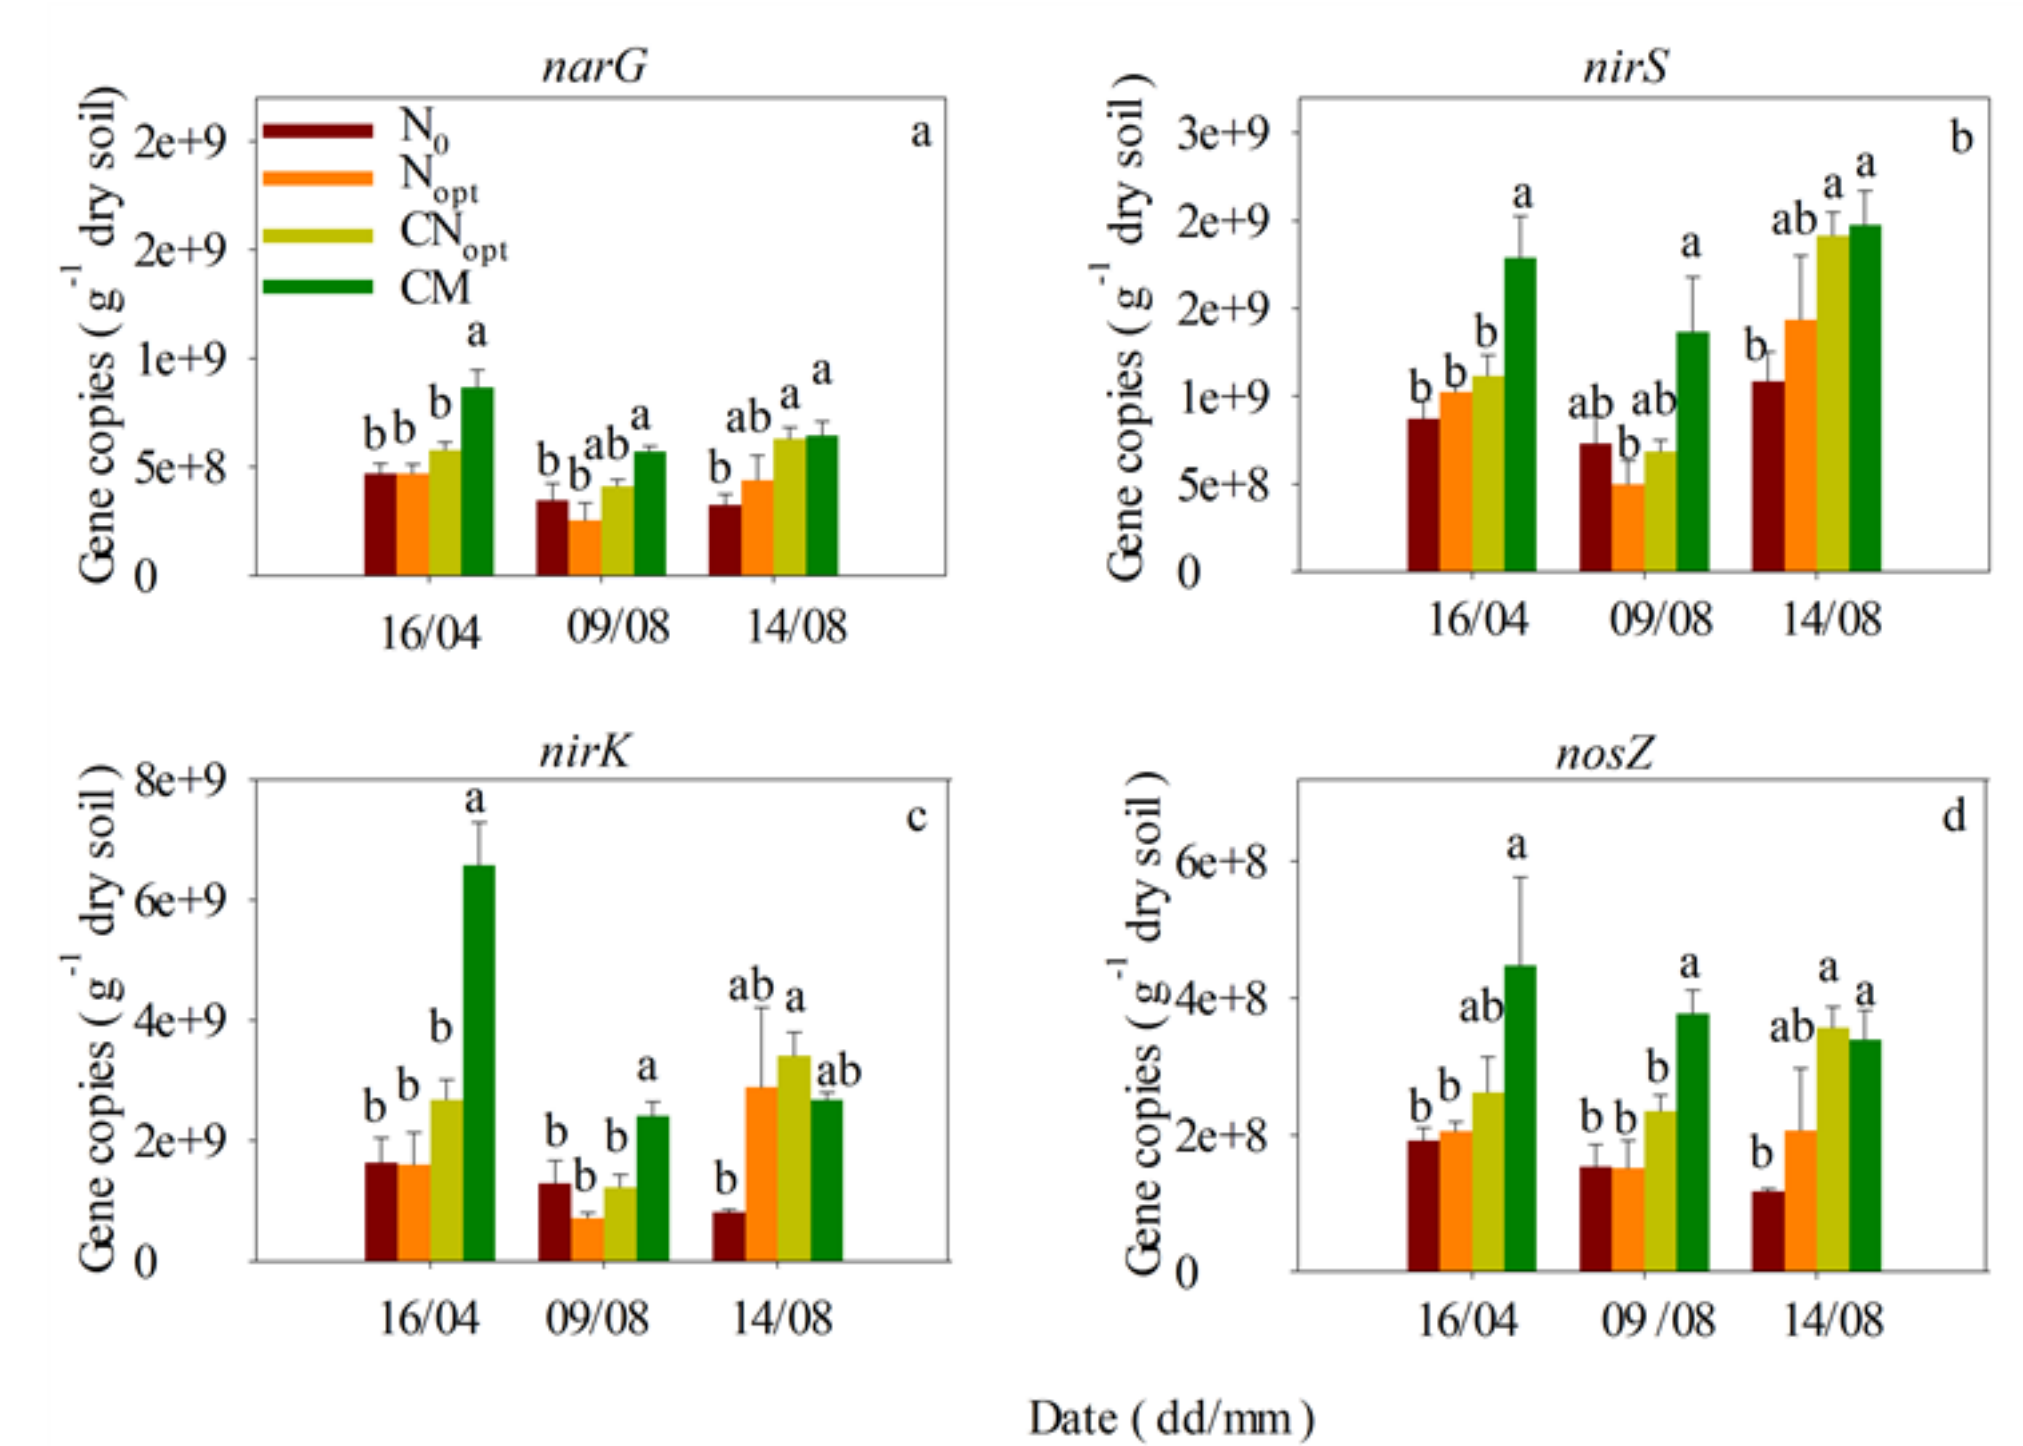 narG
Gene copies ( g-1 dry soil)
2e+9
2e+9
1e+9
5e+8
0
N0
Nopt
CNopt
CM
a
b b b a
b b ab a
b ab a a
16/04 09/08 14/08
nirS
Gene copies ( g-1 dry soil)
3e+9
2e+9
2e+9
1e+9
5e+8
0
b
b b b a
ab b ab a
b ab a a
16/04 09/08 14/08
nirK
Gene copies ( g-1 dry soil)
8e+9
6e+9
4e+9
2e+9
0
c
b b b a
b b b a
b ab a ab
16/04 09/08 14/08
nosZ
Gene copies ( g-1 dry soil)
6e+8
4e+8
2e+8
0
d
b b ab a
b b b a
b ab a a
16/04 09 /08 14/08
Date ( dd/mm )